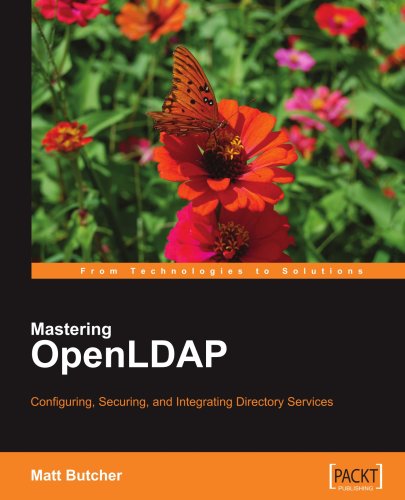 From Technologies to Solutions
Mastering
OpenLDAP
Configuring, Securing, and Integrating Directory Services
Matt Butcher
PACKT
PUBLISHING